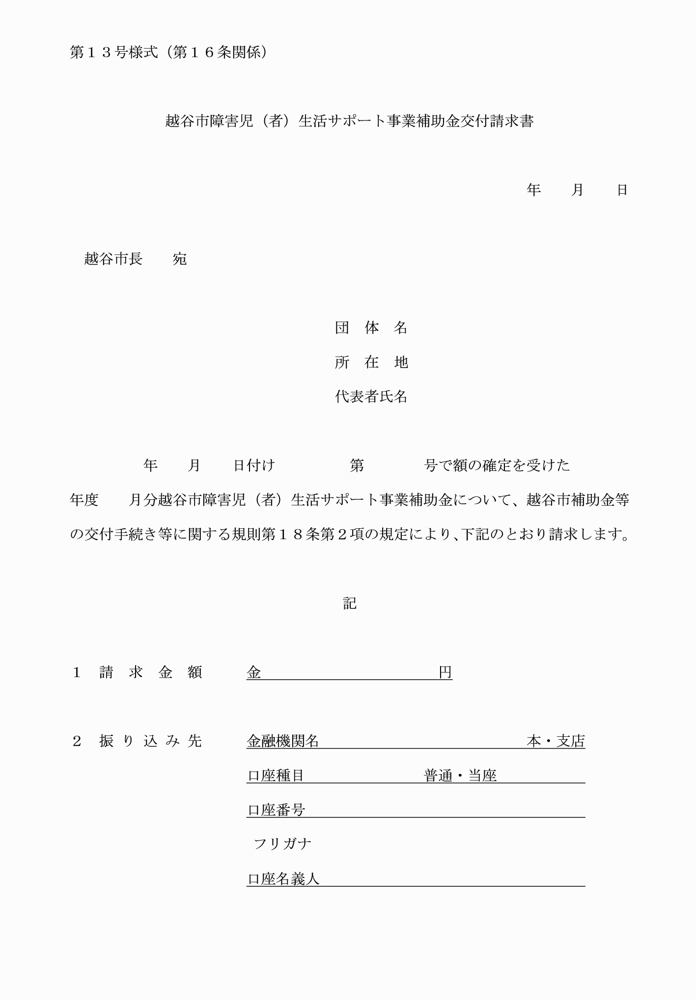 第１３号様式（第１６条関係）
越谷市障害児（者）生活サポート事業補助金交付請求書
年　　月　　日
越谷市長　　宛
団　体　名
所　在　地
代表者氏名
年　　月　　日付け　　　　　第　　　　号で額の確定を受けた
年度　　月分越谷市障害児（者）生活サポート事業補助金について、越谷市補助金等
の交付手続き等に関する規則第１８条第２項の規定により、下記のとおり請求します。
記
１　請　求　金　額　　　金　　　　　　　　　　　　円
２　振 り 込 み 先　　　金融機関名　　　　　　　　　　　　　　本・支店
口座種目　　　　　　　　普通・当座
口座番号
フリガナ
口座名義人